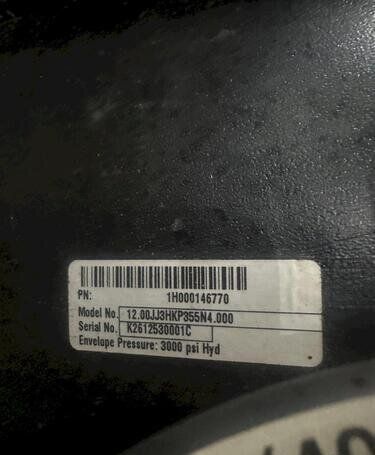 PN: 1H000146770
Model No. 12.00JJ3HKP355N4.000
Serial No. K2612530001C
Envelope Pressure: 3000 psi Hyd